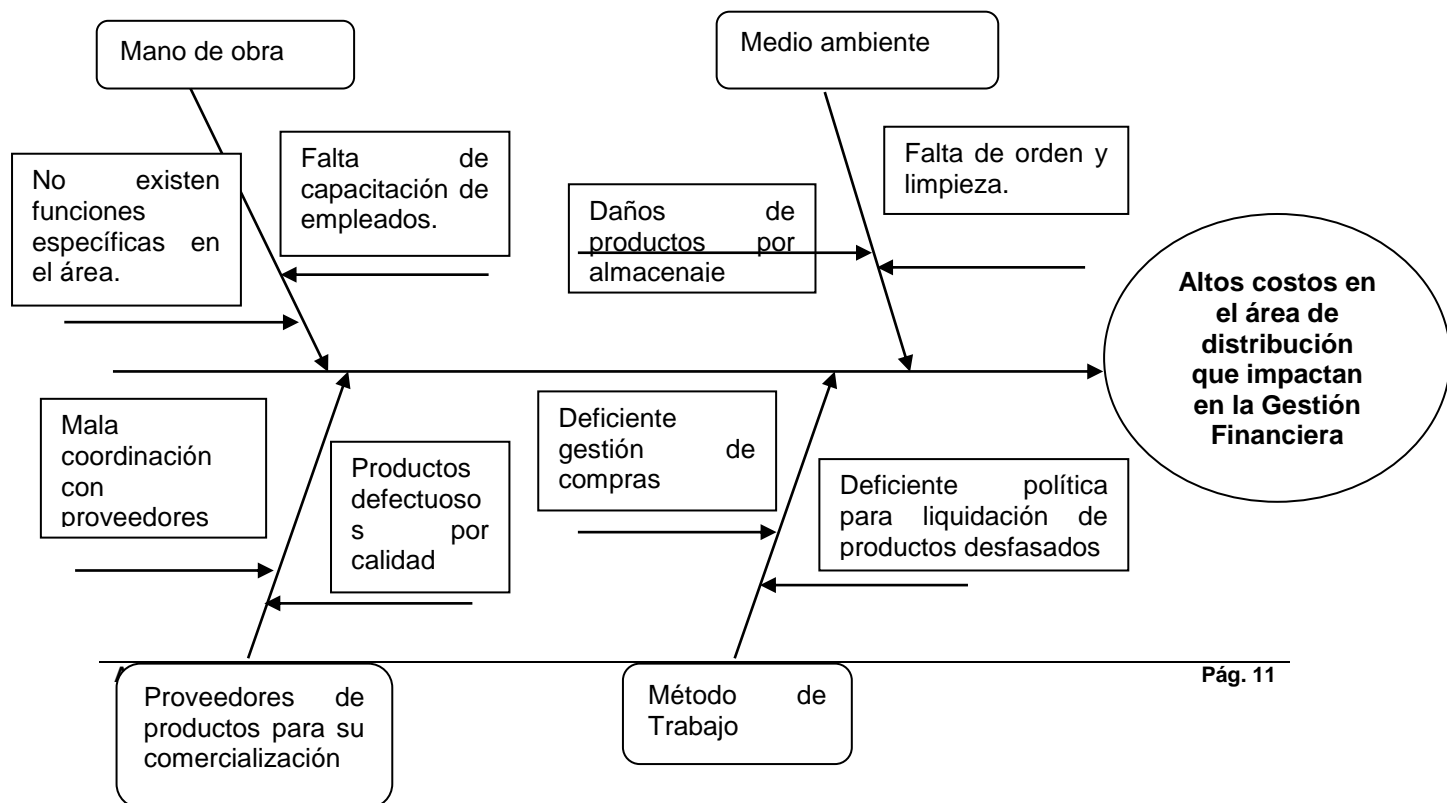 Mano de obra
Medio ambiente
No existen
funciones
específicas en
el área.
Falta de
capacitación de
empleados.
Daños de
productos por
almacenaje
Falta de orden y
limpieza.
Altos costos en
el área de
distribución
que impactan
en la Gestión
Financiera
Mala
coordinación
con
proveedores
Productos
defectuoso
s por
calidad
Deficiente
gestión de
compras
Deficiente política
para liquidación de
productos desfasados
Pág. 11
Proveedores de
productos para su
comercialización
Método de
Trabajo